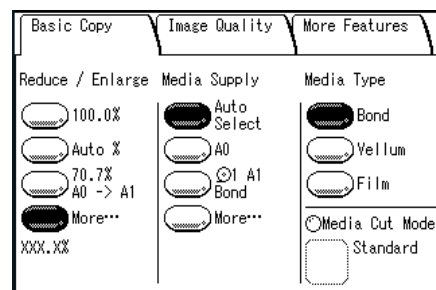 Basic Copy
Image Quality
More Features
Reduce / Enlarge
100.0%
Auto %
70.7%
A0 -> A1
More…
XXX.X%
Media Supply
Auto
Select
A0
1 A1
Bond
More…
Media Type
Bond
Vellum
Film
Media Cut Mode
Standard